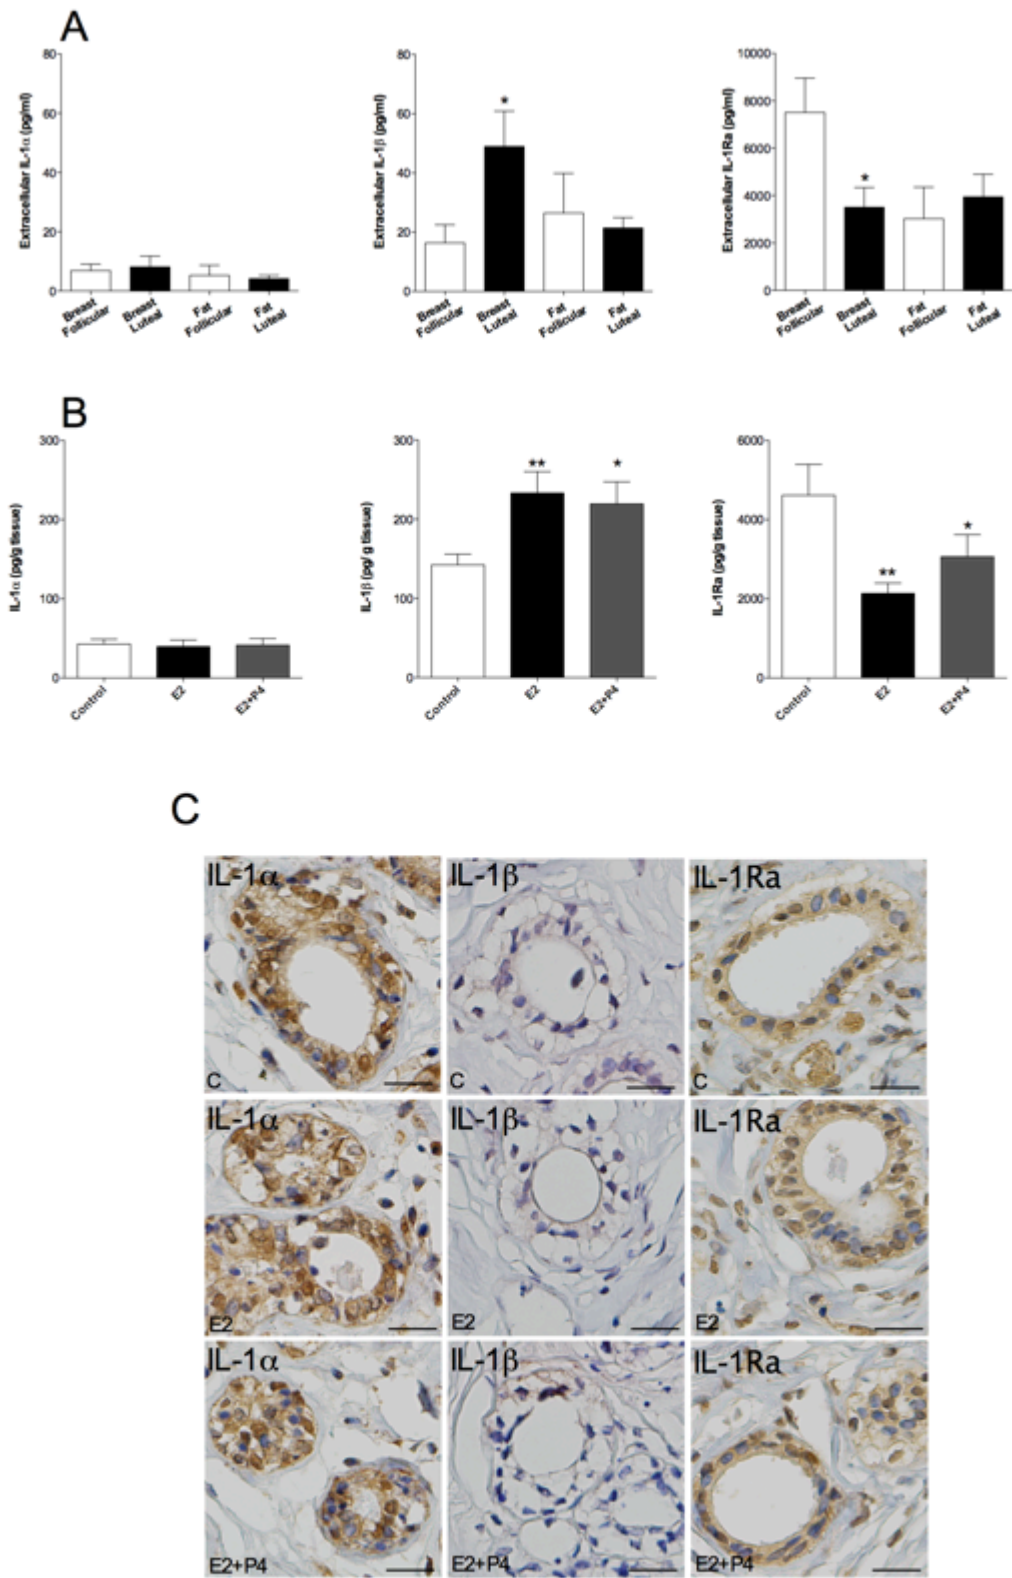 A
Extracellular IL-1α (pg/ml)
80
60
40
20
0
Breast Follicular
Breast Luteal
Fat Follicular
Fat Luteal
Extracellular IL-1β (pg/ml)
80
60
40
20
0
*
Breast Follicular
Breast Luteal
Fat Follicular
Fat Luteal
Extracellular IL-1Ra (pg/ml)
10000
8000
6000
4000
2000
0
*
Breast Follicular
Breast Luteal
Fat Follicular
Fat Luteal
B
IL-1α (pg/g tissue)
300
200
100
0
Control
E2
E2+P4
IL-1β (pg/ g tissue)
300
200
100
0
**
*
Control
E2
E2+P4
IL-1Ra (pg/g tissue)
6000
4000
2000
0
**
*
Control
E2
E2+P4
C
IL-1α
IL-1β
IL-1Ra
C
C
C
IL-1α
IL-1β
IL-1Ra
E2
E2
E2
IL-1α
IL-1β
IL-1Ra
E2+P4
E2+P4
E2+P4